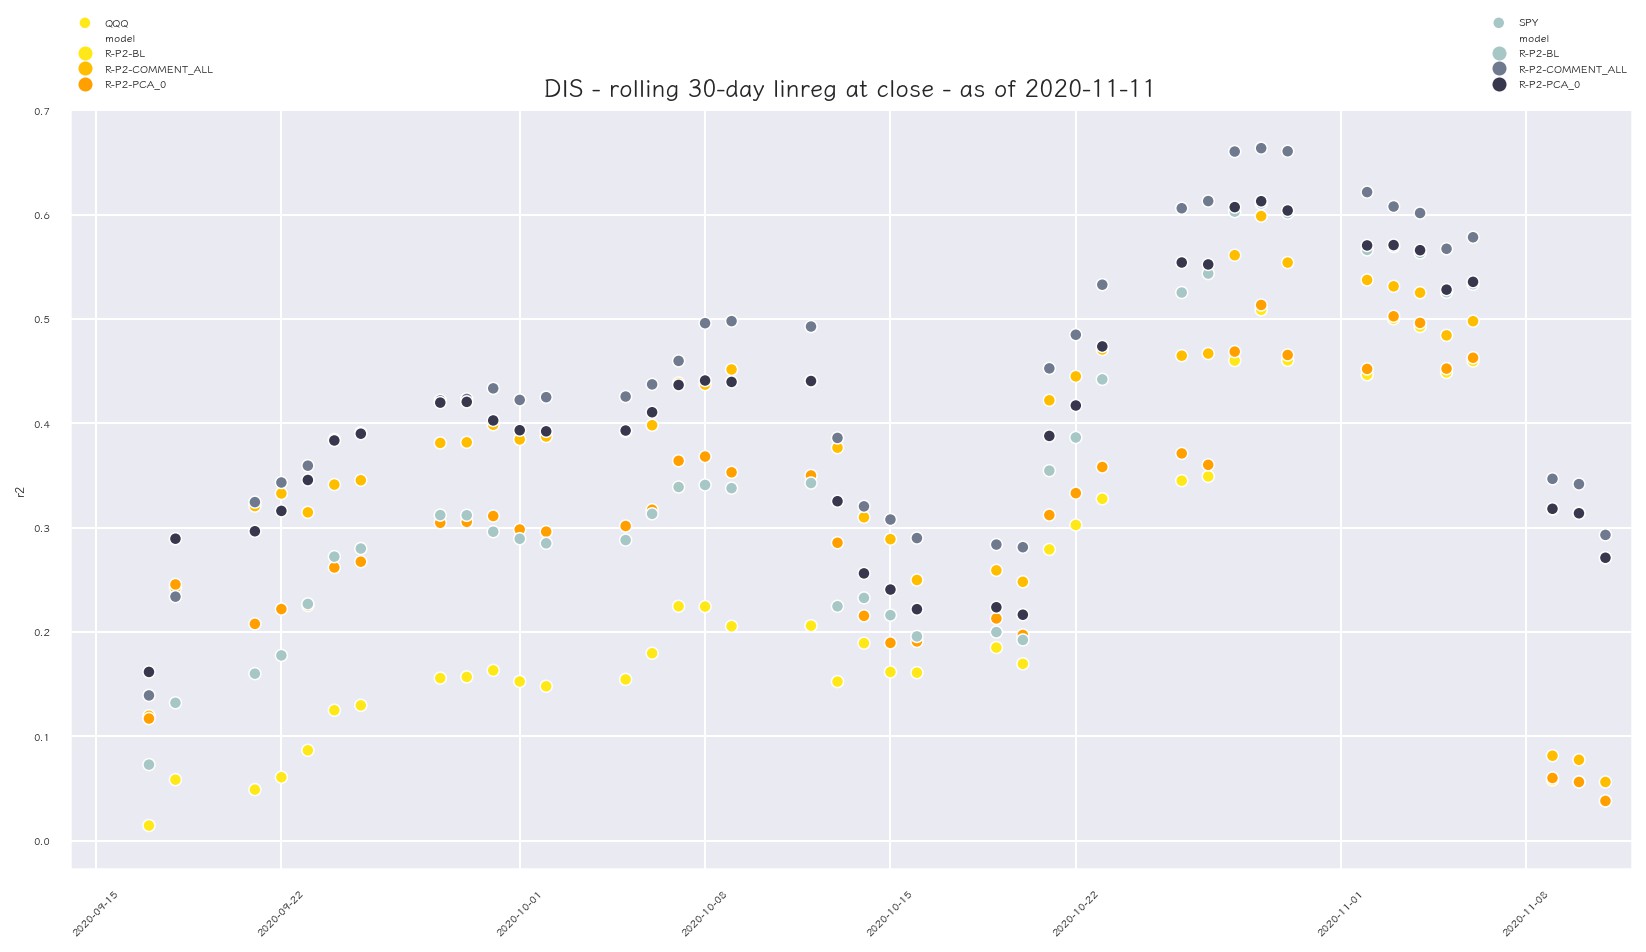 QQQ
model
R-P2-BL
R-P2-COMMENT_ALL
R-P2-PCA_0
SPY
model
R-P2-BL
R-P2-COMMENT_ALL
R-P2-PCA_0
DIS - rolling 30-day linreg at close - as of 2020-11-11
0.7
0.6
0.5
0.4
0.3
0.2
0.1
0.0
r2
2020-09-15
2020-09-22
2020-10-01
2020-10-08
2020-10-15
2020-10-22
2020-11-01
2020-11-08